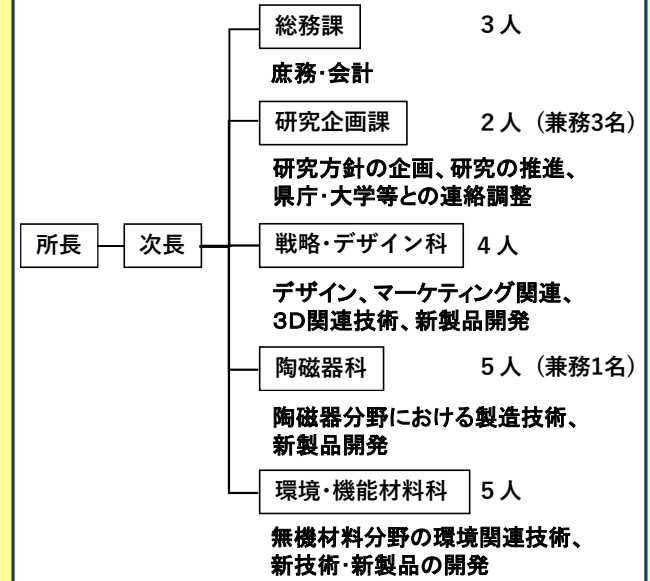 総務課 3人
庶務・会計
研究企画課 2人（兼務3名）
研究方針の企画、研究の推進、
県庁・大学等との連絡調整
所長 次長 戦略・デザイン科 4人
デザイン、マーケティング関連、
３Ｄ関連技術、新製品開発
陶磁器科 5人（兼務1名）
陶磁器分野における製造技術、
新製品開発
環境・機能材料科 5人
無機材料分野の環境関連技術、
新技術・新製品の開発